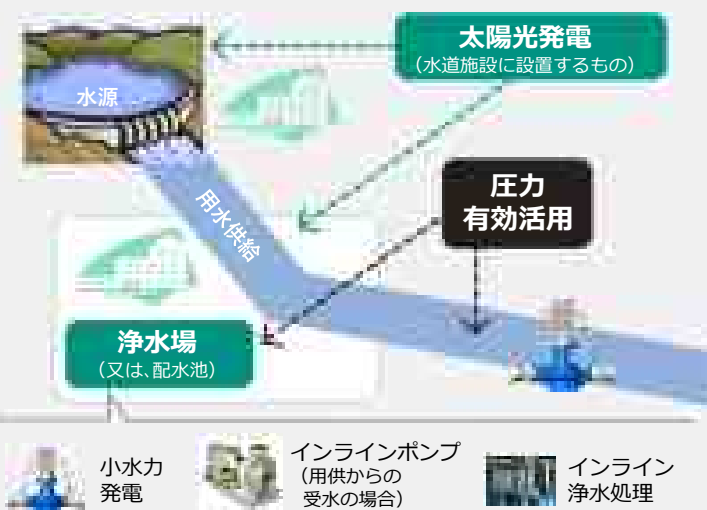 太陽光発電
（水道施設に設置するもの）
水源
圧力
有効活用
用水供給
浄水場
（又は、配水池）
小水力
発電
インラインポンプ
（用供からの
受水の場合）
インライン
浄水処理